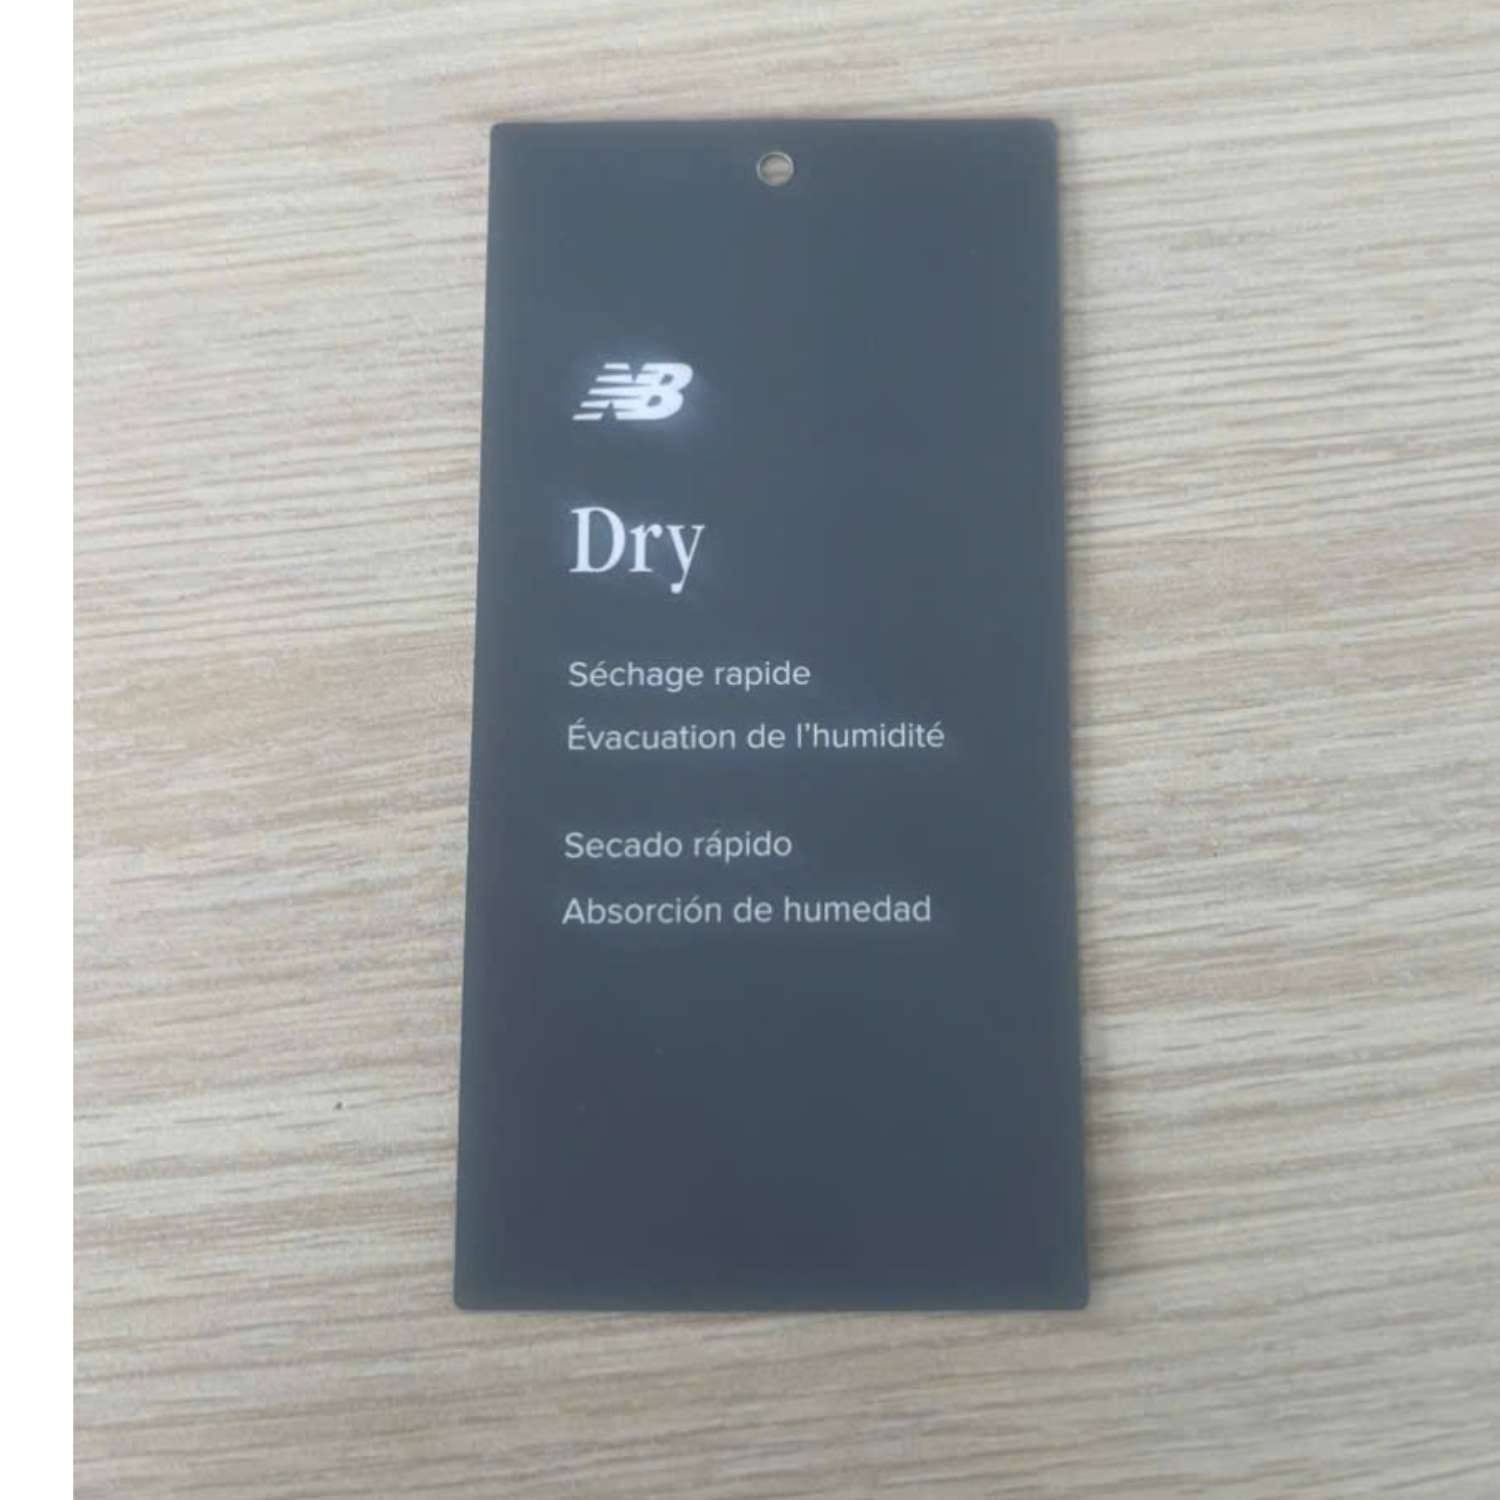 NB
Dry
Séchage rapide
Évacuation de l’humidité
Secado rápido
Absorción de humedad